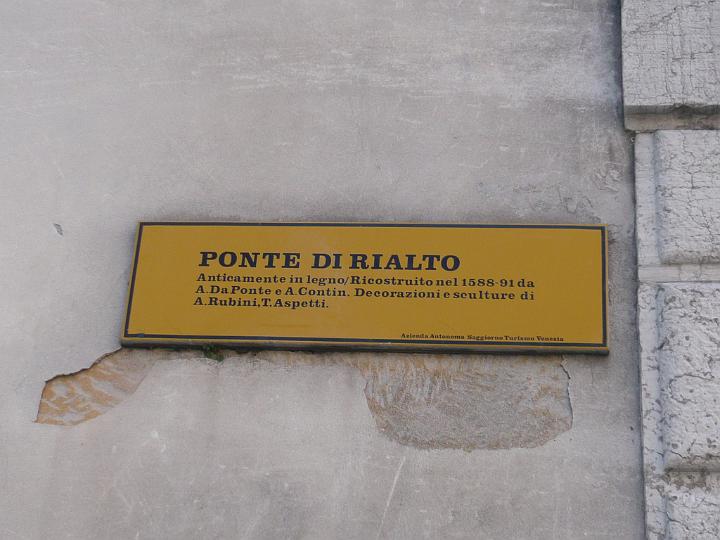 PONTE DI RIALTO
Anticamente in legno/Ricostruito nel 1588-91 da
A.Da Ponte e A.Contin. Decorazioni e sculture di
A.Rubini,T.Aspetti.
Azienda Autonoma Saggiorno Turismo Venezia